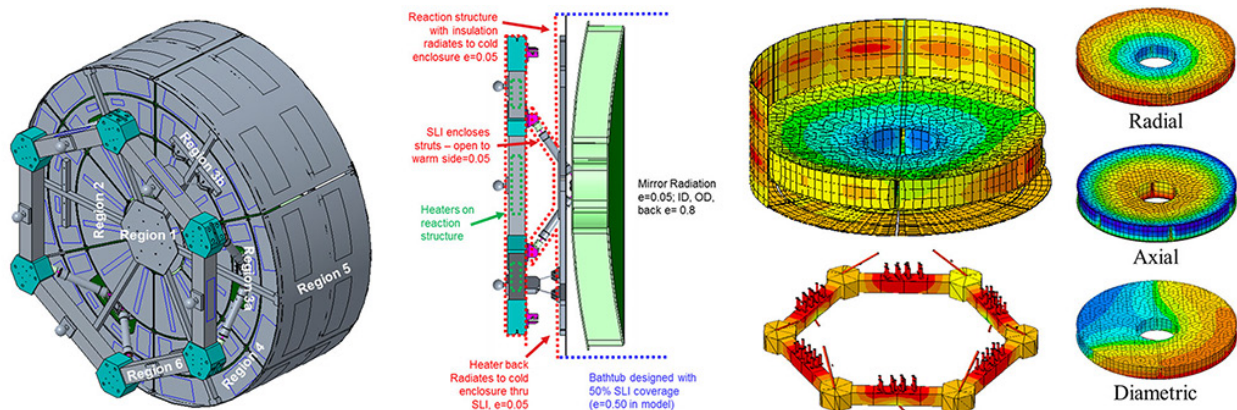 Region 3b
Region 2
Region 1
Region 3a
Region 5
Region 4
Region 6
Reaction structure
with insulation
radiates to cold
enclosure e=0.05
SLI encloses
struts – open to
warm side=0.05
Heaters on
reaction
structure
Heater back
Radiates to cold
enclosure thru
SLI, e=0.05
Mirror Radiation
e=0.05; ID, OD,
back e= 0.8
Bathtub designed with
50% SLI coverage
(e=0.50 in model)
Radial
Axial
Diametric